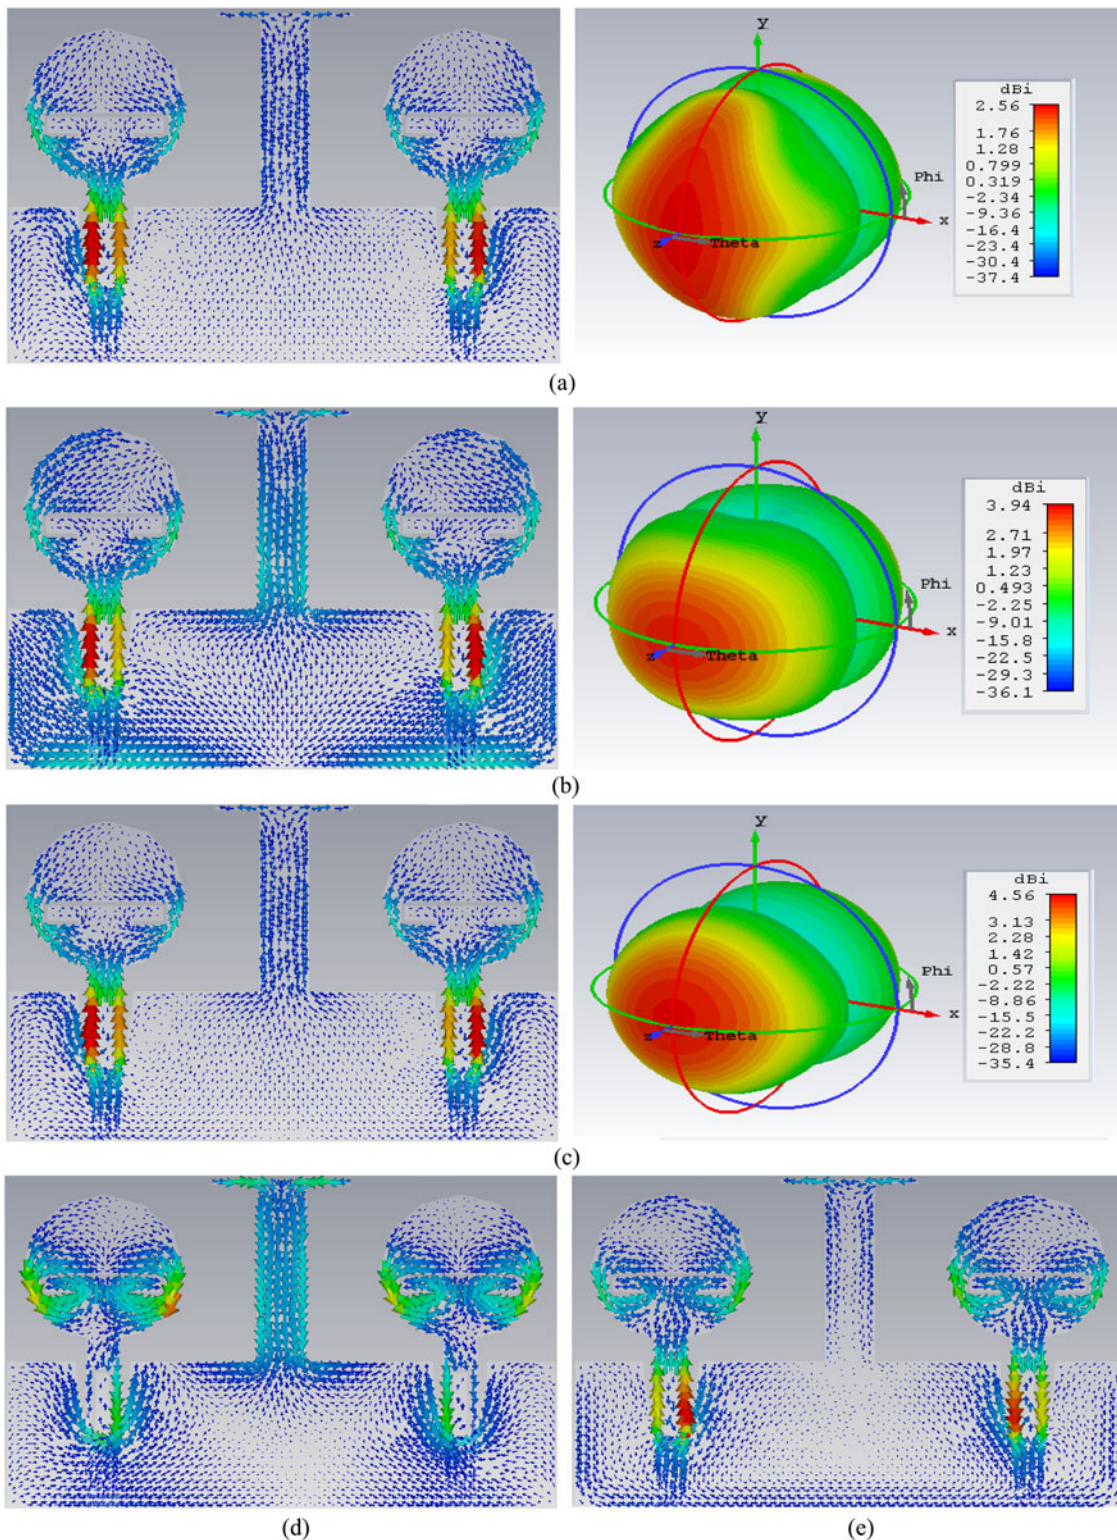 y
Phi
x
z
Theta
dBi
2.56
1.76
1.28
0.799
0.319
-2.34
-9.36
-16.4
-23.4
-30.4
-37.4
(a)
y
Phi
x
z
Theta
dBi
3.94
2.71
1.97
1.23
0.493
-2.25
-9.01
-15.8
-22.5
-29.3
-36.1
(b)
y
Phi
x
z
Theta
dBi
4.56
3.13
2.28
1.42
0.57
-2.22
-8.86
-15.5
-22.2
-28.8
-35.4
(c)
(d)
(e)